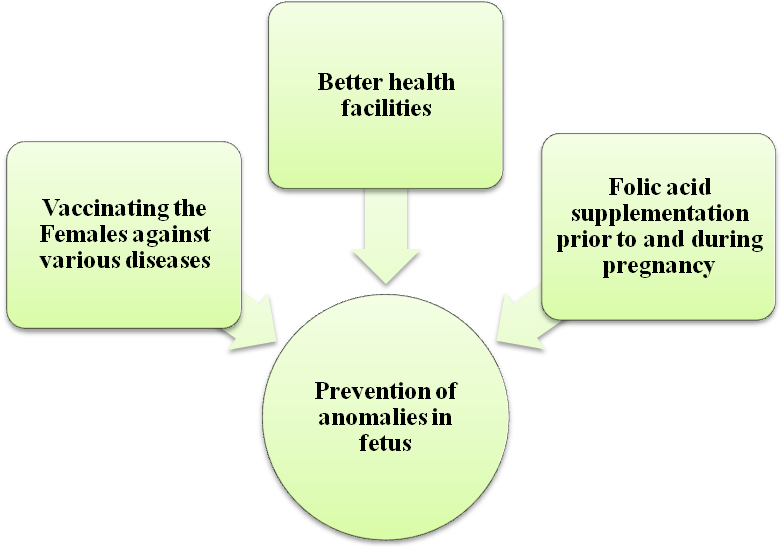 Better health
facilities
Vaccinating the
Females against
various diseases
Folic acid
supplementation
prior to and during
pregnancy
Prevention of
anomalies in
fetus